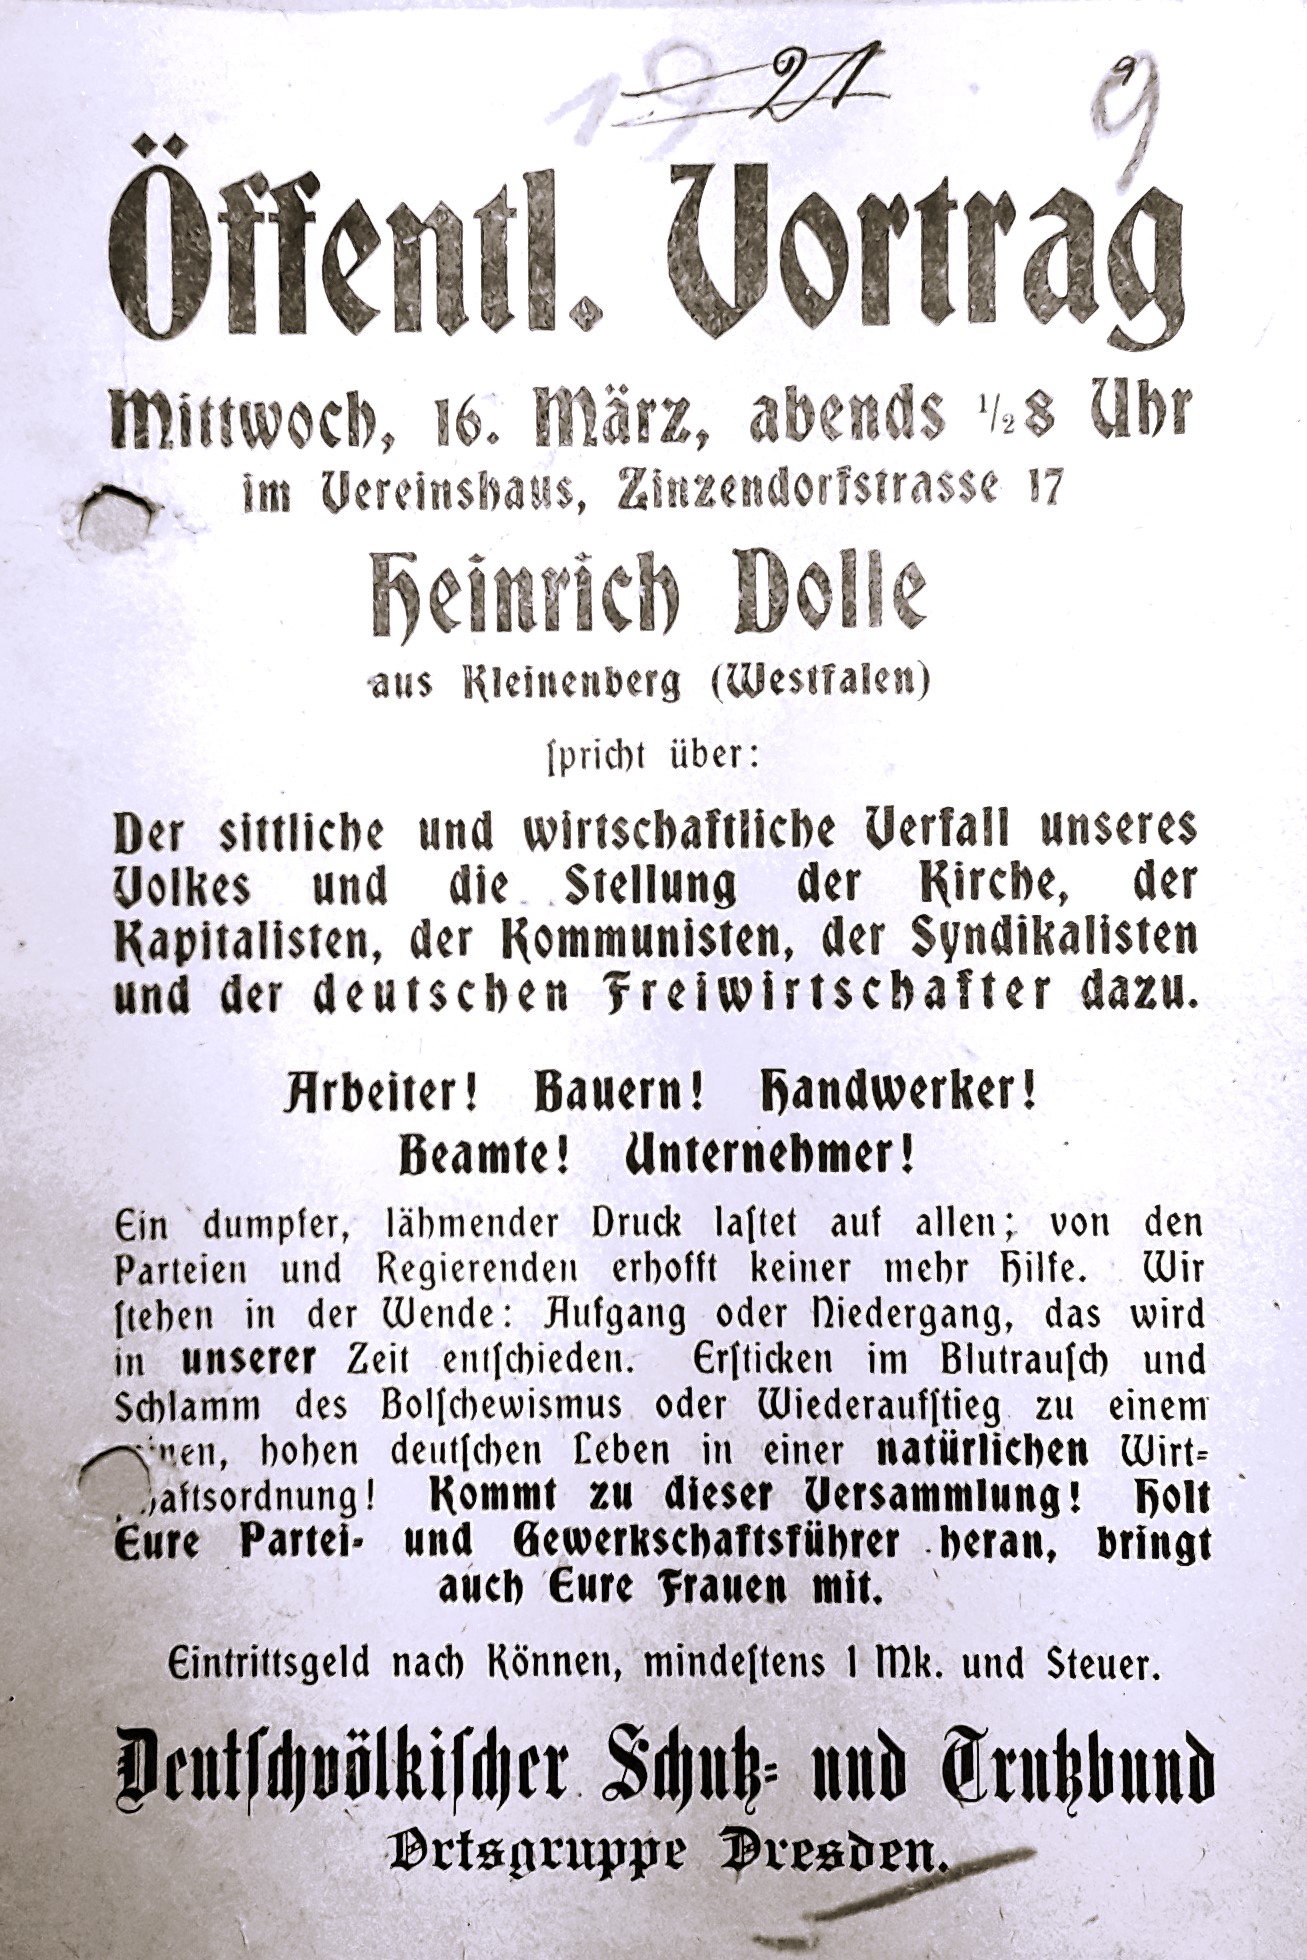 19 21 9
Öffentl. Vortrag
Mittwoch, 16. März, abends ½8 Uhr
im Vereinshaus, Zinzendorfstrasse 17
Heinrich Dolle
aus Kleinenberg (Westfalen)
ſpricht über:
Der sittliche und wirtschaftliche Verfall unseres
Volkes und die Stellung der Kirche, der
Kapitalisten, der Kommunisten, der Syndikalisten
und der deutschen Freiwirtschafter dazu.
Arbeiter! Bauern! Handwerker!
Beamte! Unternehmer!
Ein dumpfer, lähmender Druck laſtet auf allen; von den
Parteien und Regierenden erhofft keiner mehr Hilfe. Wir
ſtehen in der Wende: Aufgang oder Niedergang, das wird
in unserer Zeit entſchieden. Erſticken im Blutrauſch und
Schlamm des Bolſchewismus oder Wiederaufſtieg zu einem
hohen deutſchen Leben in einer natürlichen Wirt-
aftsordnung! Kommt zu dieser Versammlung! Holt
Eure Partei- und Gewerkschaftsführer heran, bringt
auch Eure Frauen mit.
Eintrittsgeld nach Können, mindeſtens 1 Mk. und Steuer.
Deutſchvölkiſcher Schutz- und Trutzbund
Ortsgruppe Dresden.